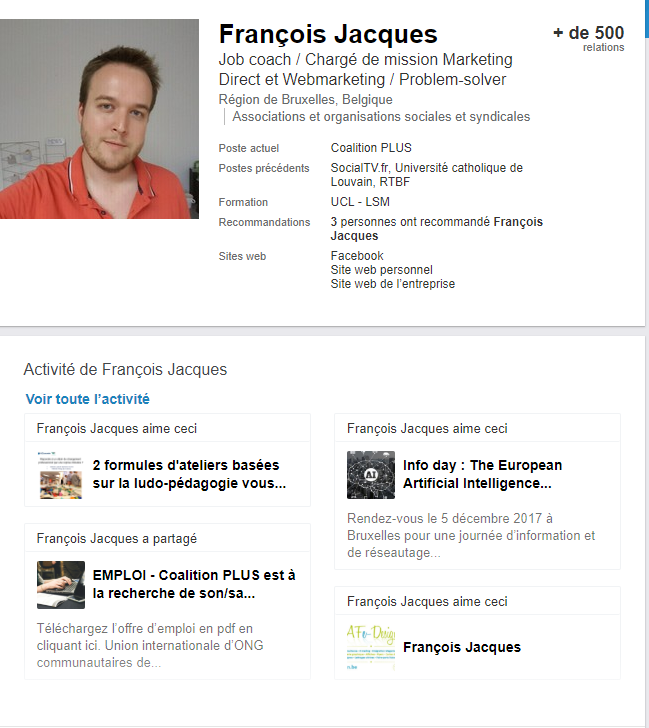 François Jacques
+ de 500
relations
Job coach / Chargé de mission Marketing
Direct et Webmarketing / Problem-solver
Région de Bruxelles, Belgique
Associations et organisations sociales et syndicales
Poste actuel Coalition PLUS
Postes précédents SocialTV.fr, Université catholique de
Louvain, RTBF
Formation UCL - LSM
Recommandations 3 personnes ont recommandé François
Jacques
Sites web Facebook
Site web personnel
Site web de l'entreprise
Activité de François Jacques
Voir toute l'activité
François Jacques aime ceci
2 formules d'ateliers basées
sur la ludo-pédagogie vous...
François Jacques a partagé
EMPLOI - Coalition PLUS est à
la recherche de son/sa...
Téléchargez l'offre d'emploi en pdf en
cliquant ici. Union internationale d'ONG
communautaires de...
François Jacques aime ceci
AI
Info day : The European
Artificial Intelligence...
Rendez-vous le 5 décembre 2017 à
Bruxelles pour une journée d'information et
de réseautage...
François Jacques aime ceci
François Jacques